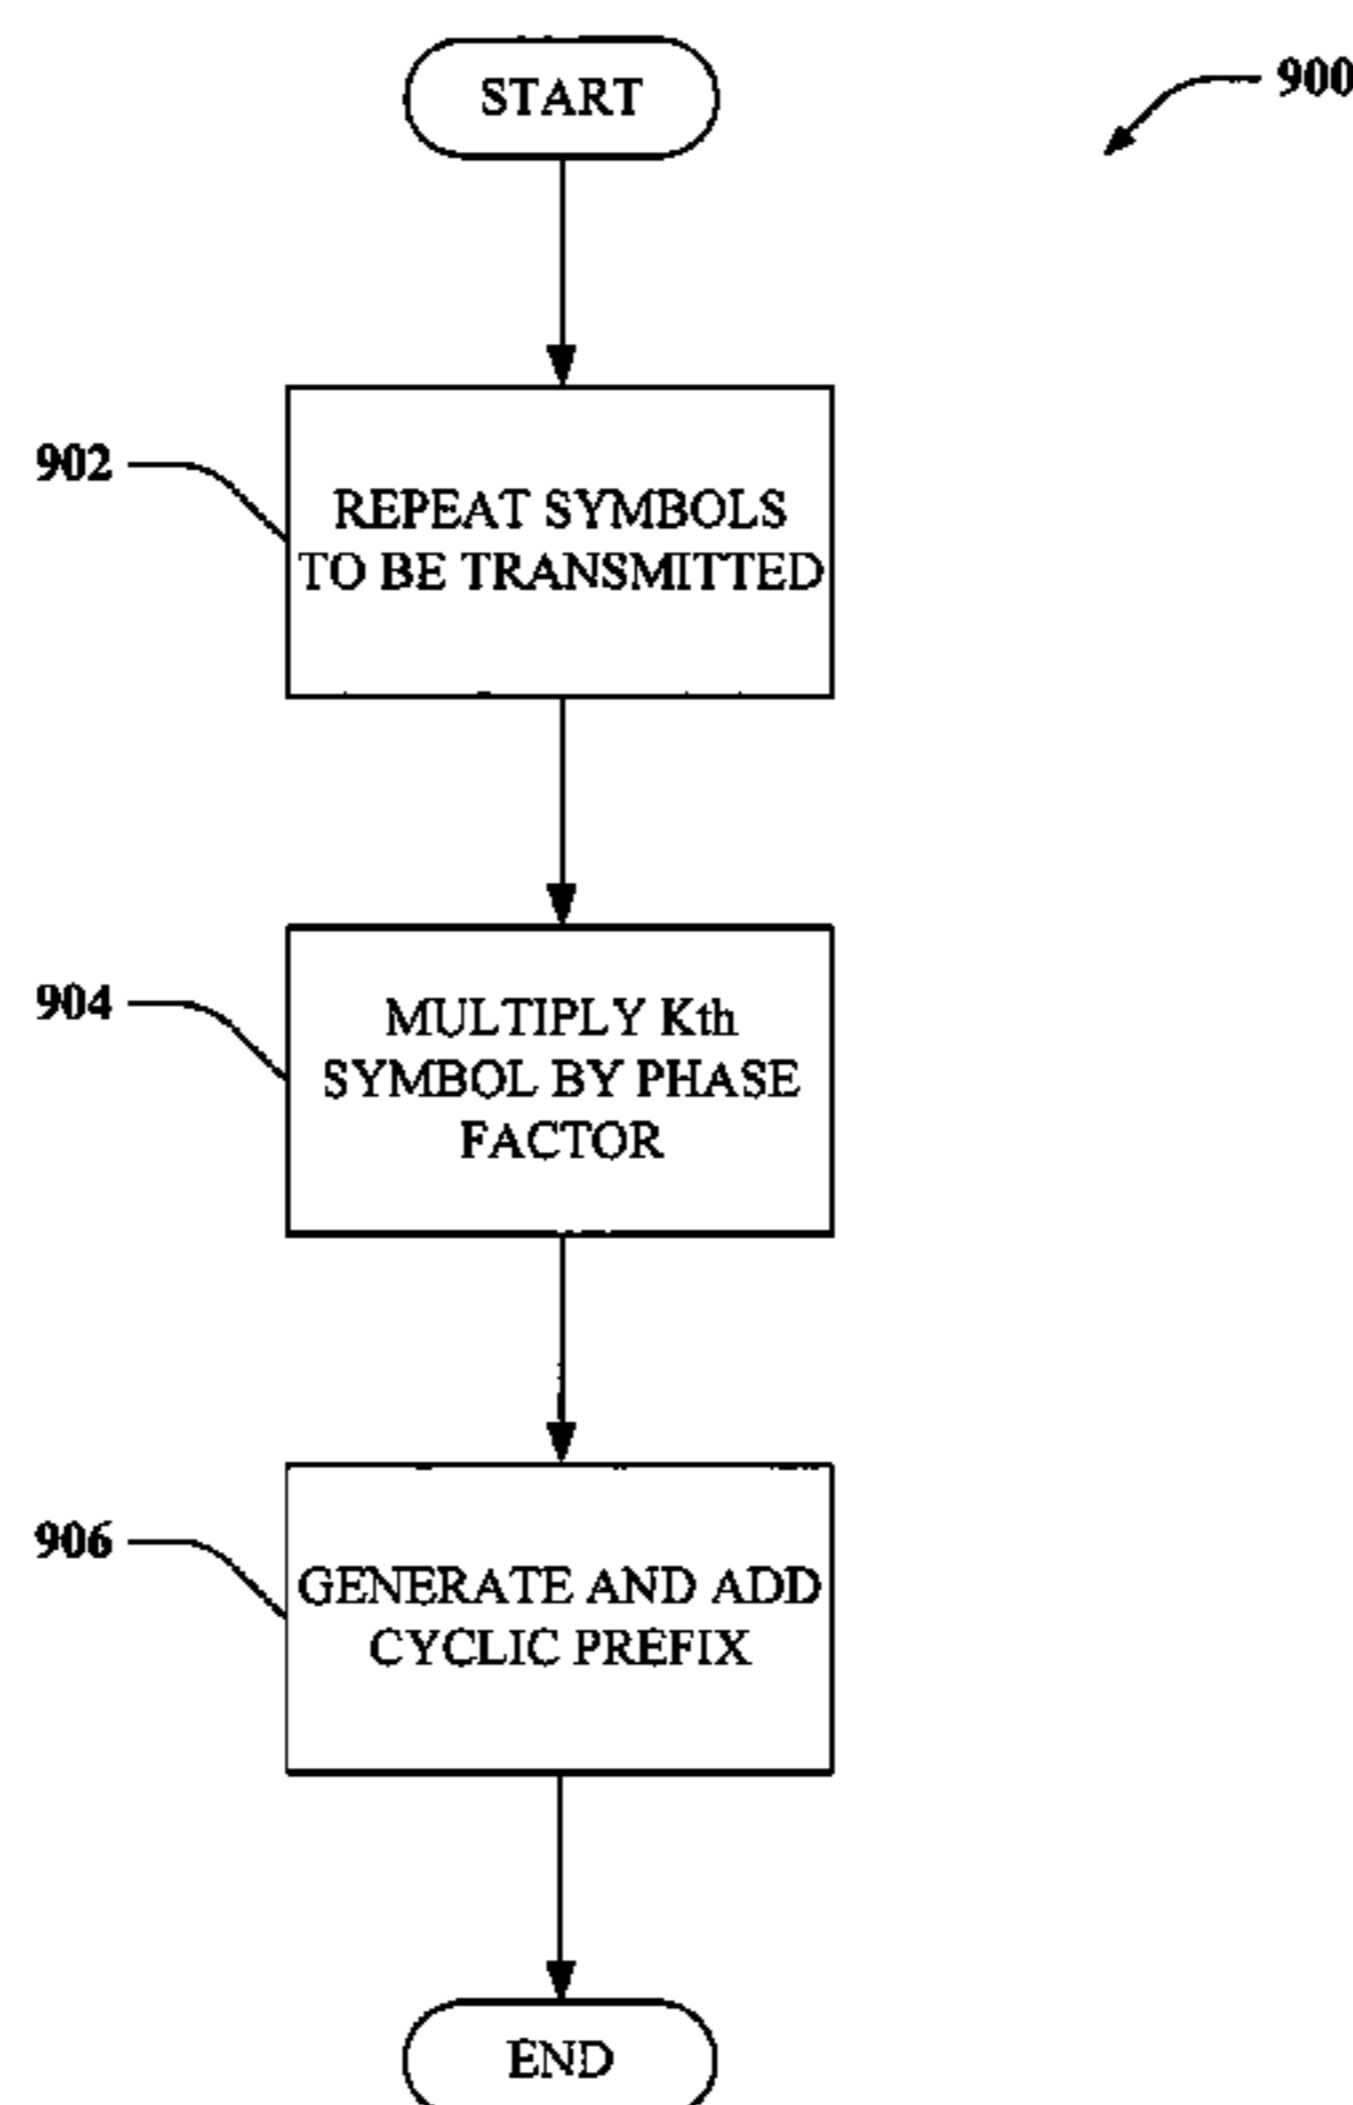 START
900
902
REPEAT SYMBOLS
TO BE TRANSMITTED
904
MULTIPLY Kth
SYMBOL BY PHASE
FACTOR
906
GENERATE AND ADD
CYCLIC PREFIX
END